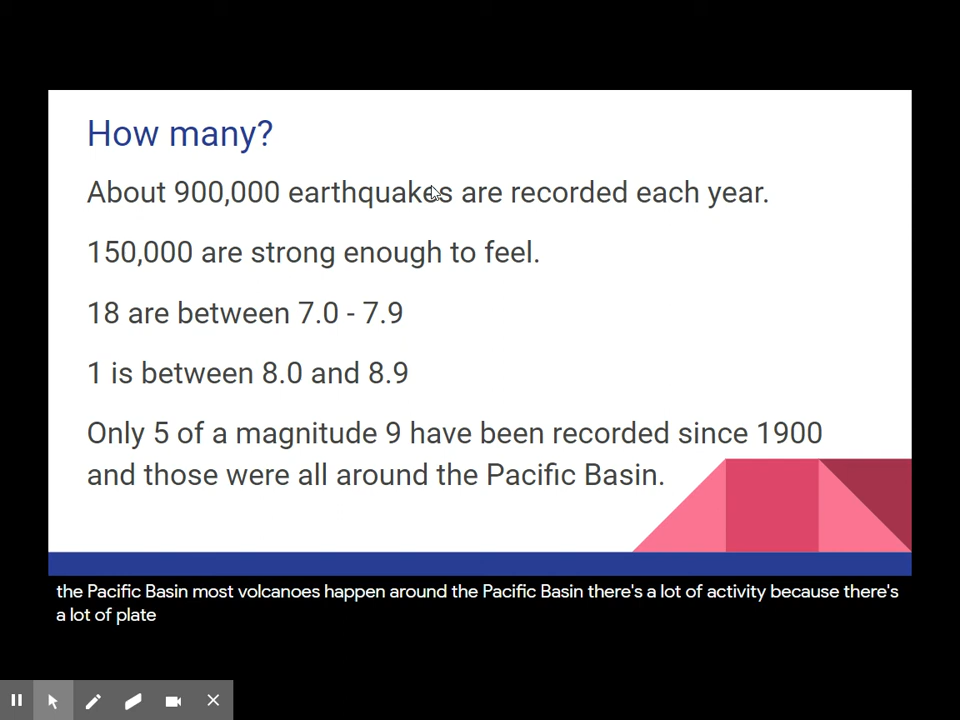 How many?
About 900,000 earthquakes are recorded each year.
150,000 are strong enough to feel.
18 are between 7.0 - 7.9
1 is between 8.0 and 8.9
Only 5 of a magnitude 9 have been recorded since 1900
and those were all around the Pacific Basin.
the Pacific Basin most volcanoes happen around the Pacific Basin there's a lot of activity because there's
a lot of plate